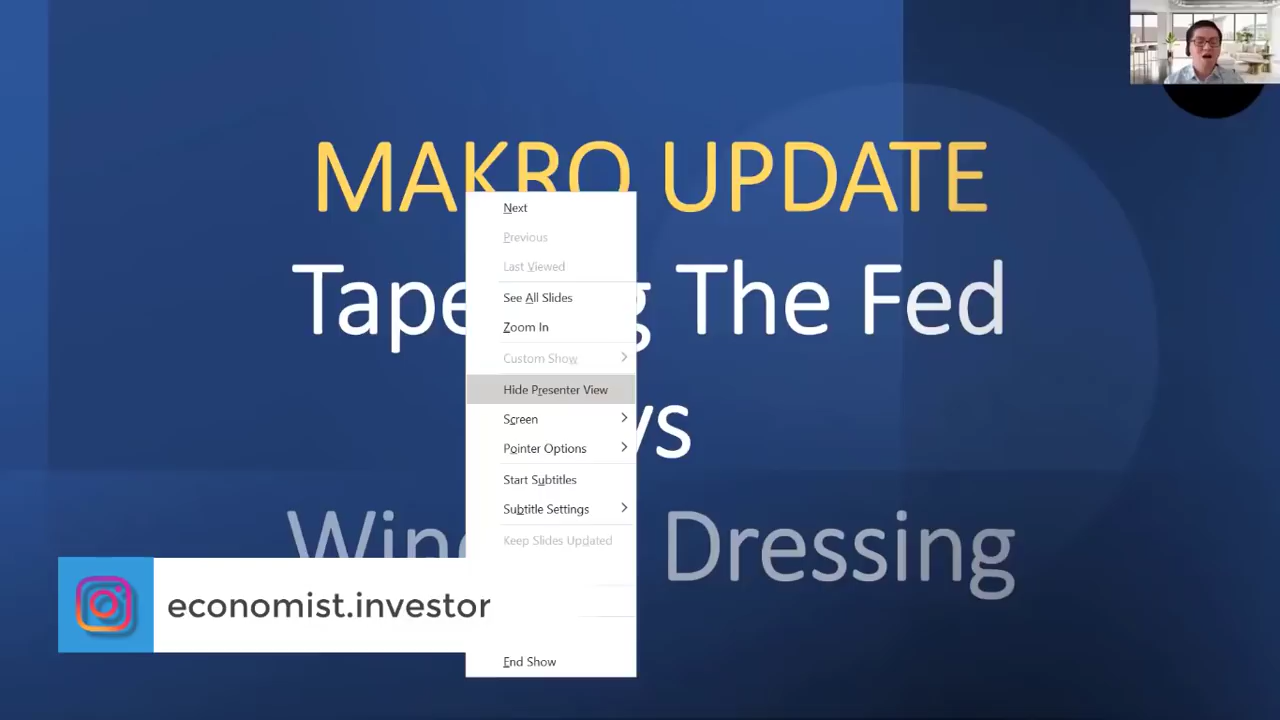 MAKRO UPDATE
Tape g The Fed
vs
Win Dressing
Next
Previous
Last Viewed
See All Slides
Zoom In
Custom Show
Hide Presenter View
Screen
Pointer Options
Start Subtitles
Subtitle Settings
Keep Slides Updated
End Show
economist.investor